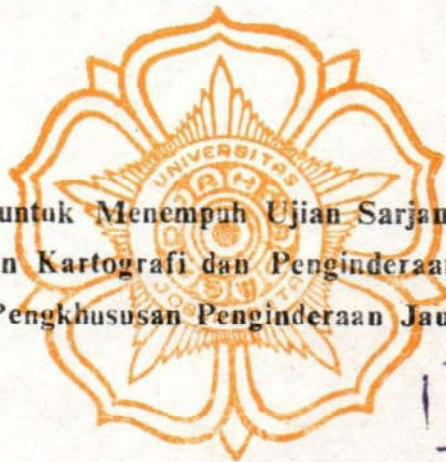 UNIVERSITAS
untuk Menempuh Ujian Sarjan
n Kartografi dan Penginderaan
Pengkhususan Penginderaan Jau